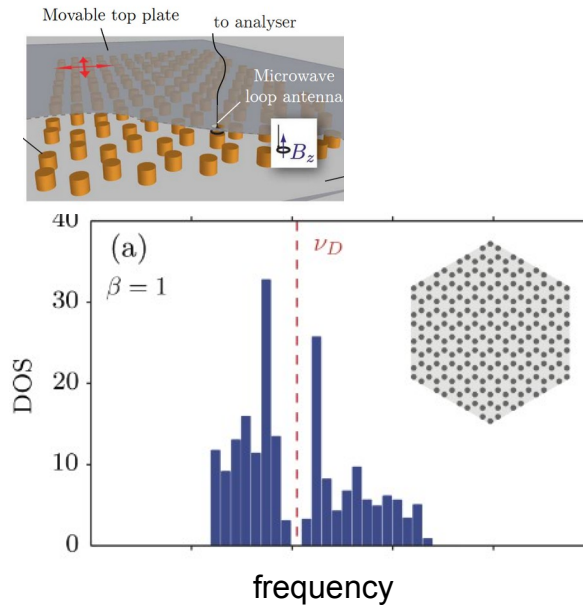 Movable top plate
to analyser
Microwave
loop antenna
B_z
(a)
β = 1
ν_D
40
30
20
10
0
DOS
frequency